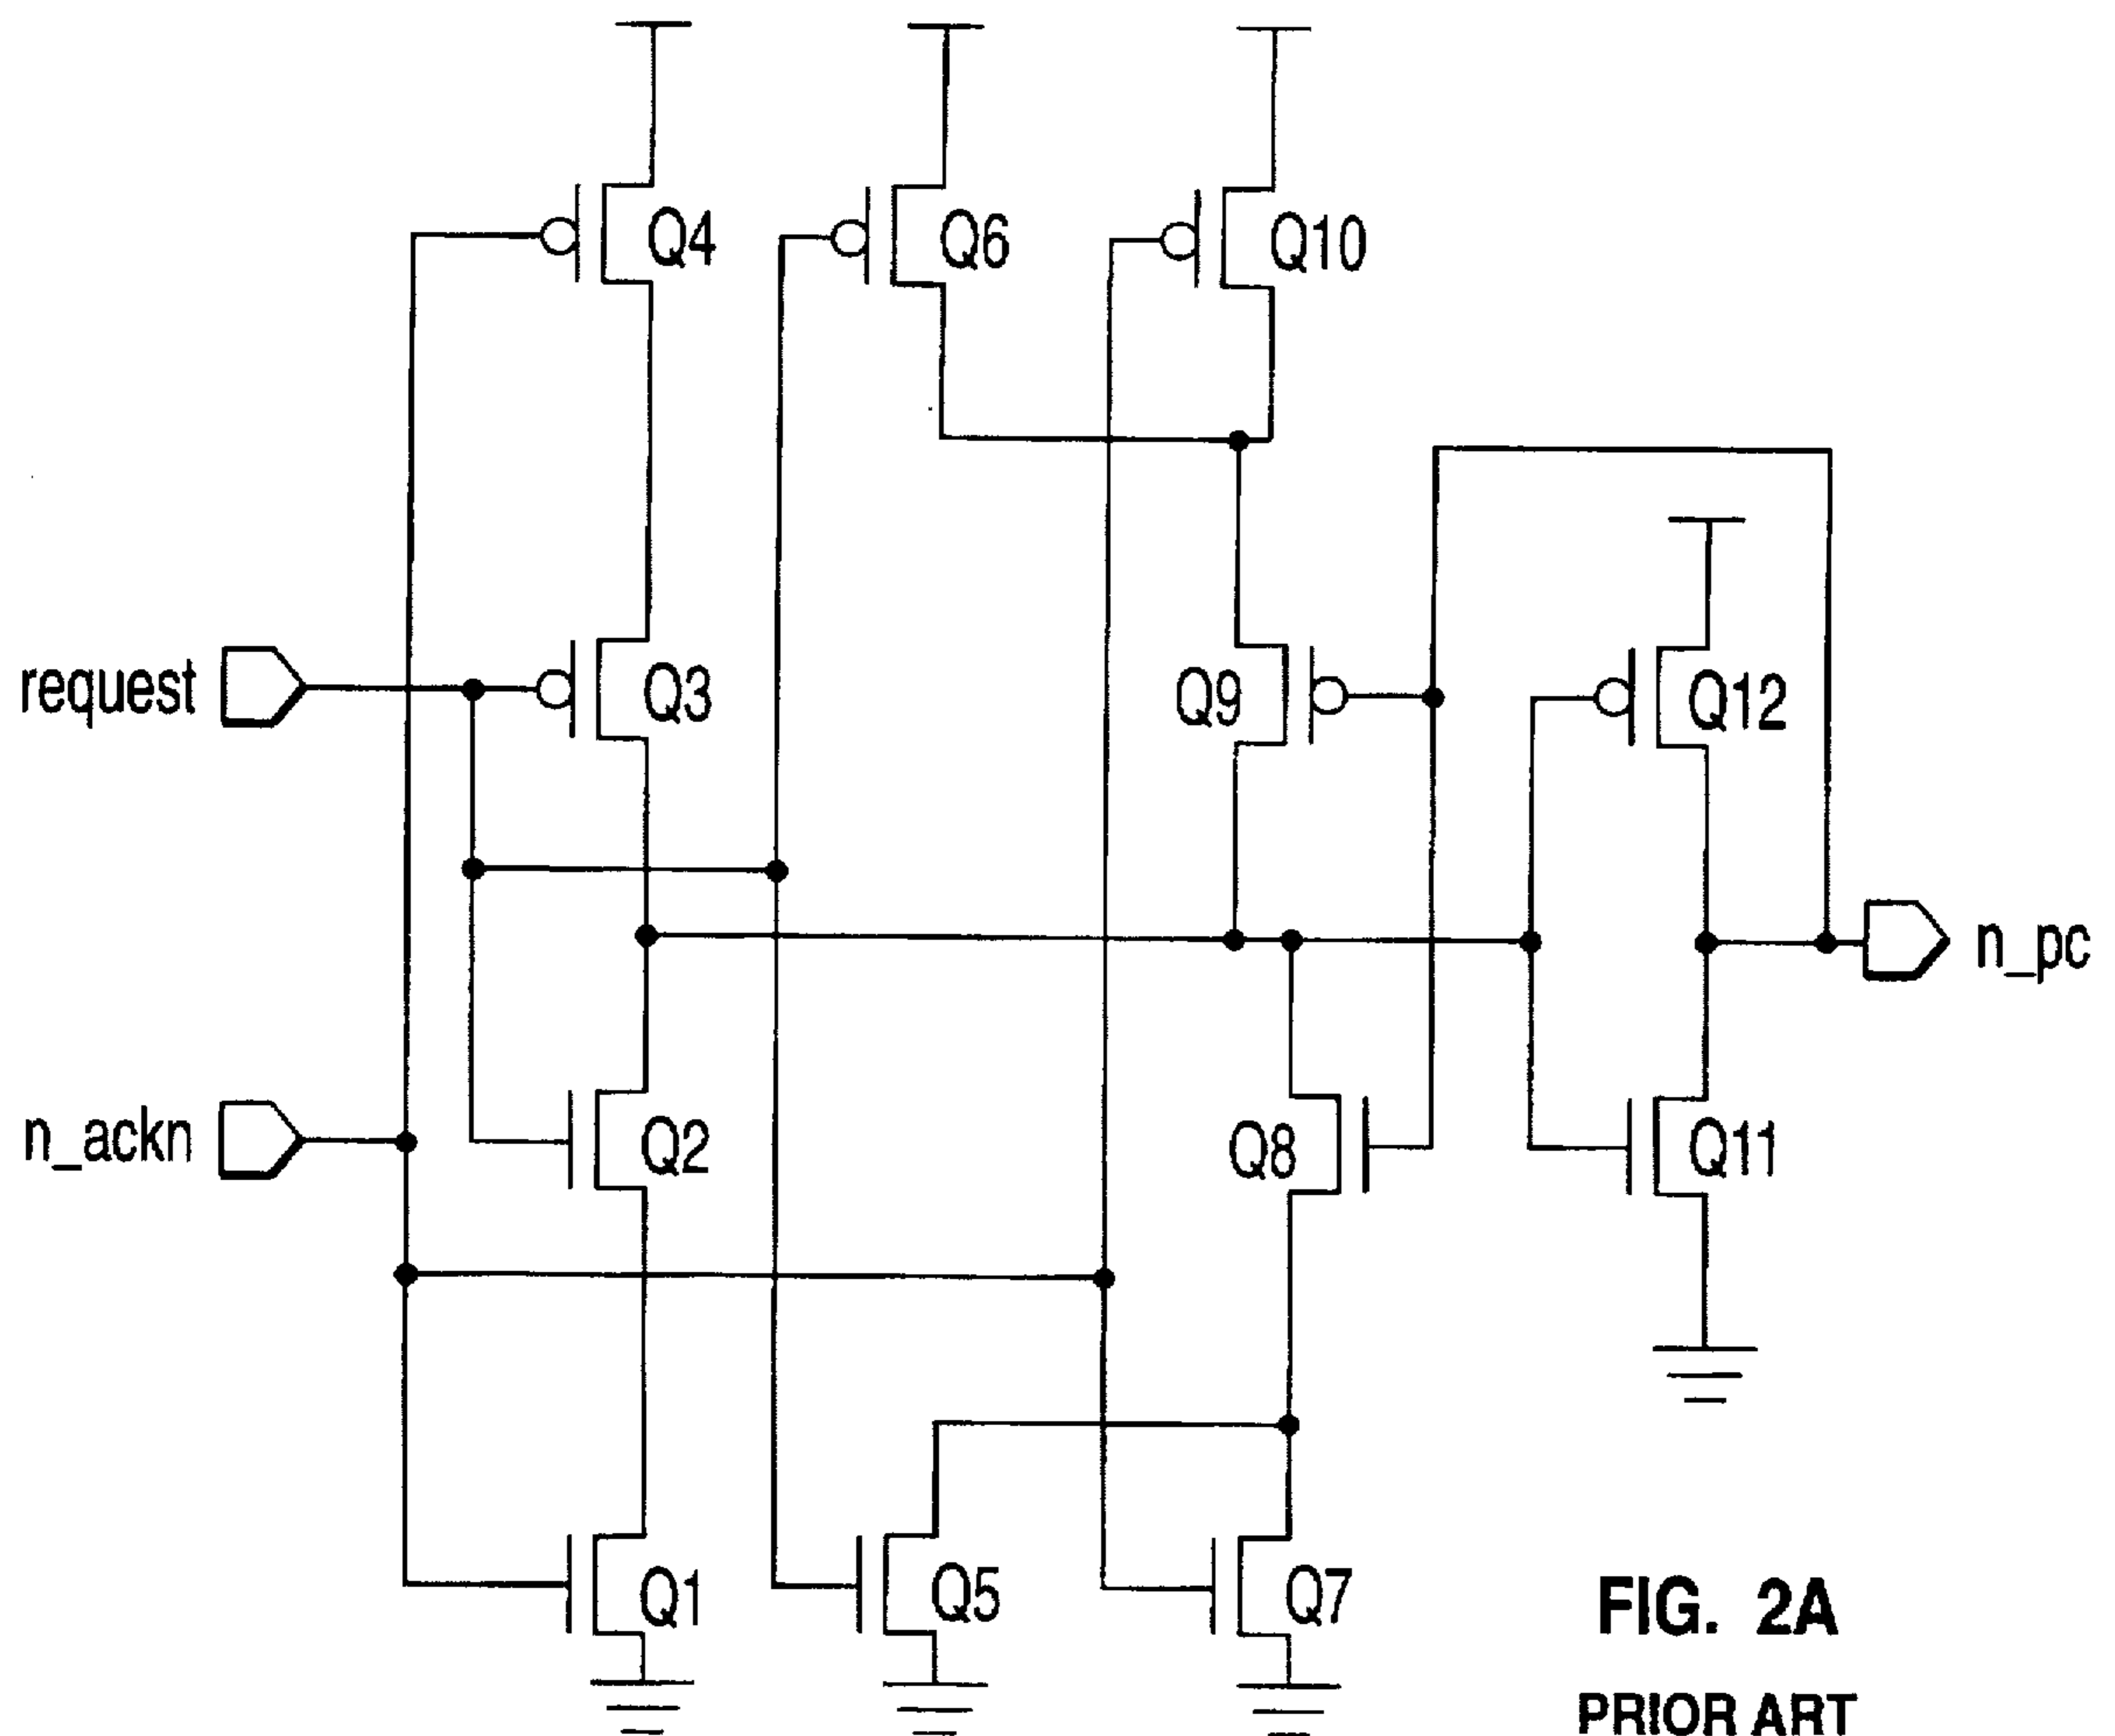 Q4
Q6
Q10
request
Q3
Q9
Q12
n_pc
n_ackn
Q2
Q8
Q11
Q1
Q5
Q7
FIG. 2A
PRIOR ART